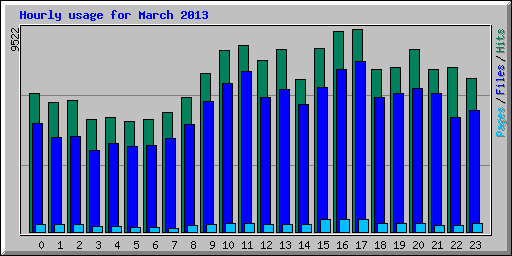 Hourly usage for March 2013
9522
Pages/Files/Hits
0 1 2 3 4 5 6 7 8 9 10 11 12 13 14 15 16 17 18 19 20 21 22 23